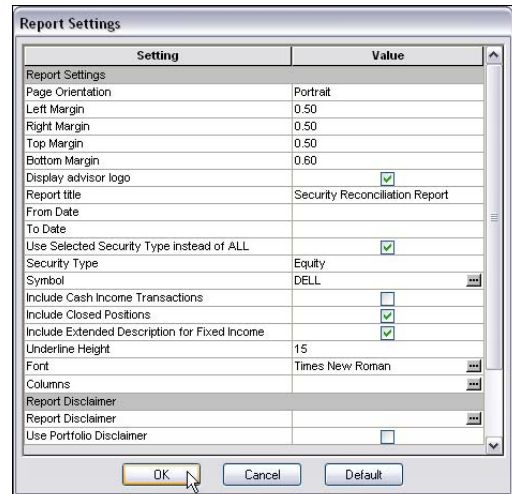 Report Settings
Setting Value
Report Settings
Page Orientation Portrait
Left Margin 0.50
Right Margin 0.50
Top Margin 0.50
Bottom Margin 0.60
Display advisor logo
Report title Security Reconciliation Report
From Date
To Date
Use Selected Security Type instead of ALL
Security Type Equity
Symbol DELL ...
Include Cash Income Transactions
Include Closed Positions
Include Extended Description for Fixed Income
Underline Height 15
Font Times New Roman ...
Columns ...
Report Disclaimer
Report Disclaimer ...
Use Portfolio Disclaimer
OK Cancel Default